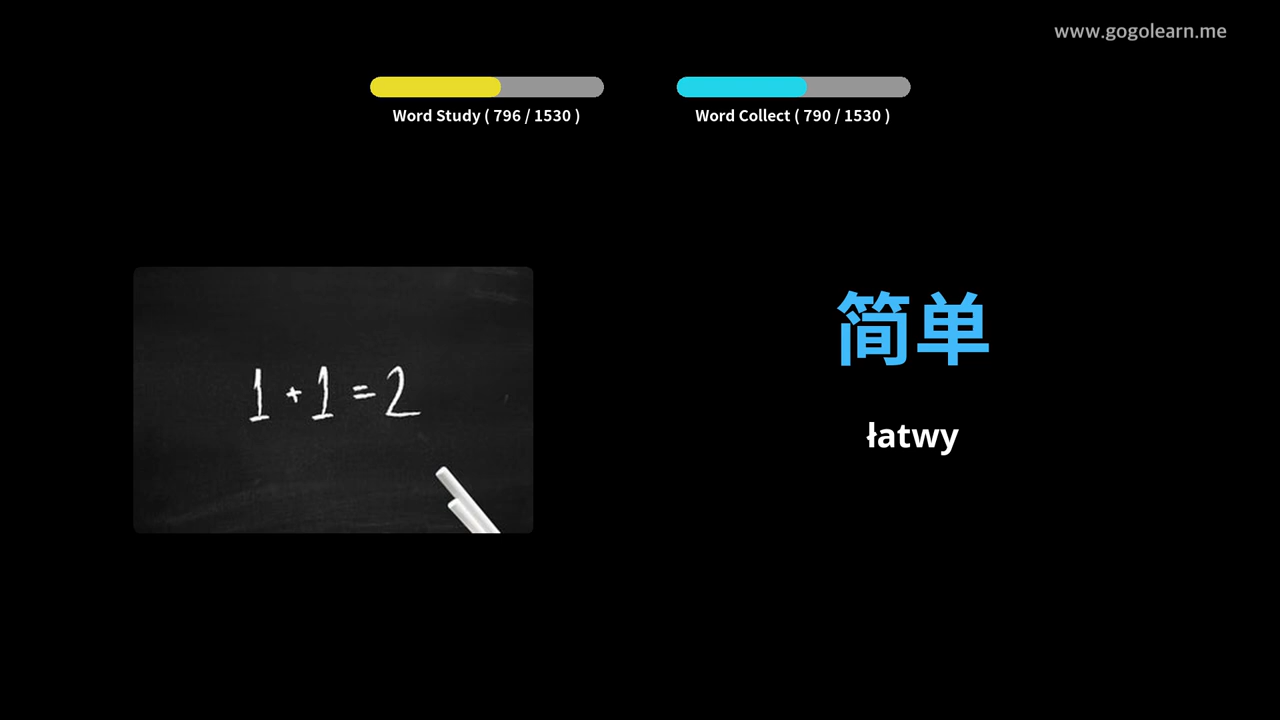 www.gogolearn.me
Word Study ( 796 / 1530 )
Word Collect ( 790 / 1530 )
1 + 1 = 2
简单
łatwy